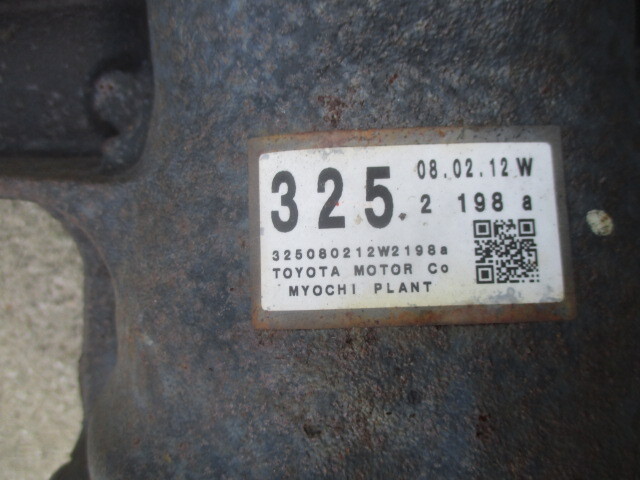 325. 08.02.12 W
2 198 a
325080212W2198a
TOYOTA MOTOR Co
MYOCHI PLANT